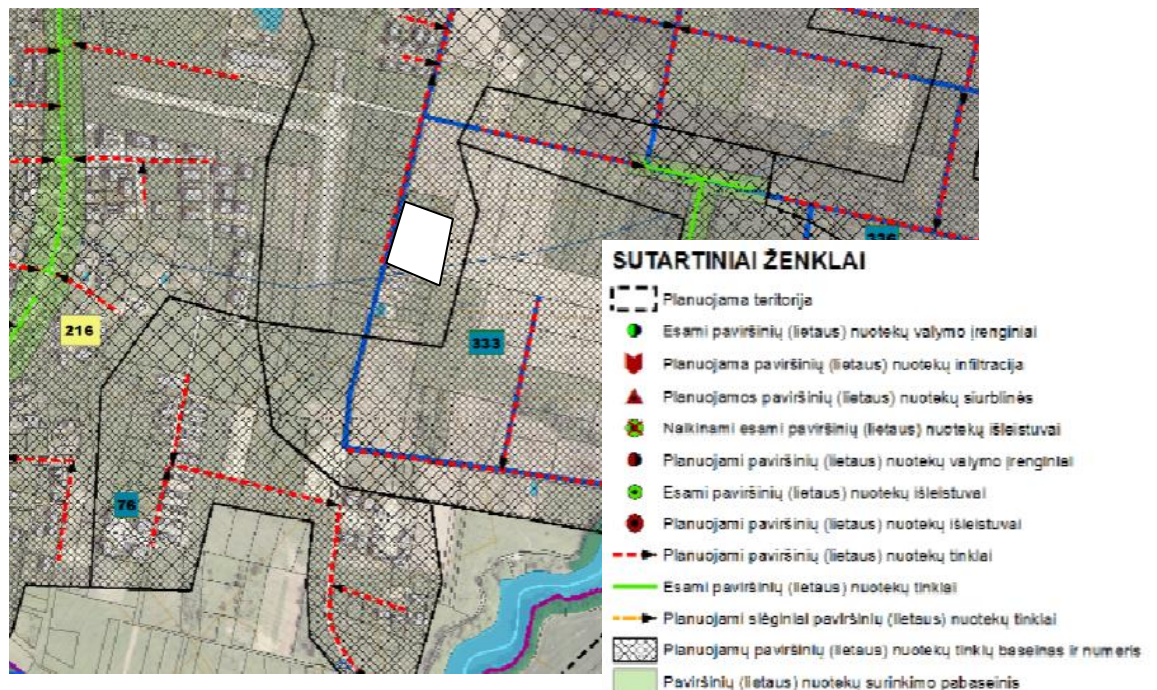 216
333
76
SUTARTINIAI ŽENKLAI
Planuojama teritorija
Esami paviršinių (lietaus) nuotekų valymo įrenginiai
Planuojama paviršinių (lietaus) nuotekų infiltracija
Planuojamos paviršinių (lietaus) nuotekų siurblinės
Naikinami esami paviršinių (lietaus) nuotekų išleistuvai
Planuojami paviršinių (lietaus) nuotekų valymo įrenginiai
Esami paviršinių (lietaus) nuotekų išleistuvai
Planuojami paviršinių (lietaus) nuotekų išleistuvai
Planuojami paviršinių (lietaus) nuotekų tinklai
Esami paviršinių (lietaus) nuotekų tinklai
Planuojami slėginiai paviršinių (lietaus) nuotekų tinklai
Planuojamų paviršinių (lietaus) nuotekų tinklų baseinas ir numeris
Paviršinių (lietaus) nuotekų surinkimo pabaseinis